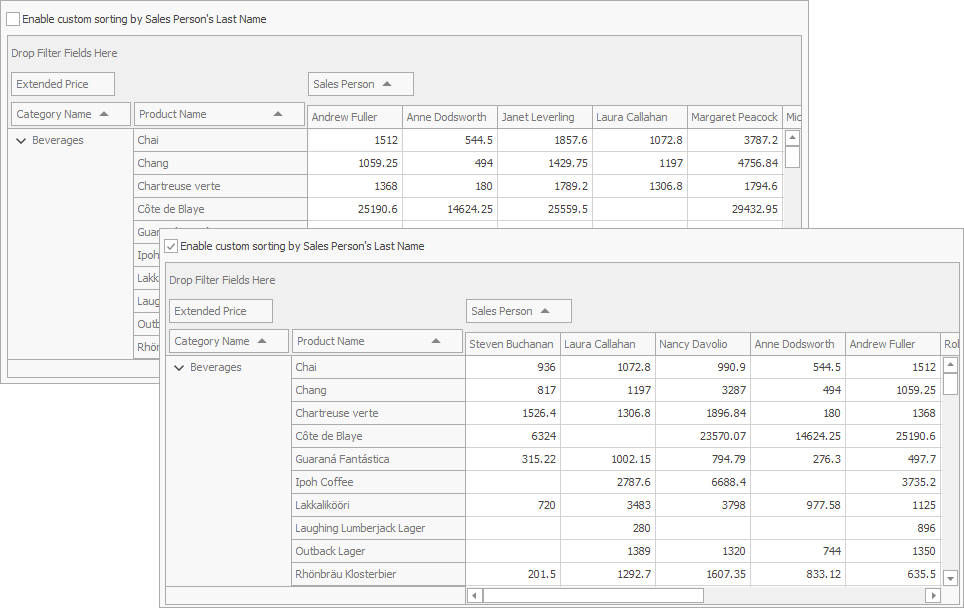 Enable custom sorting by Sales Person's Last Name
Drop Filter Fields Here
Extended Price Sales Person
Category Name Product Name Andrew Fuller Anne Dodsworth Janet Leverling Laura Callahan Margaret Peacock Mic
Beverages Chai 1512 544.5 1857.6 1072.8 3787.2
Chang 1059.25 494 1429.75 1197 4756.84
Chartreuse verte 1368 180 1789.2 1306.8 1794.6
Côte de Blaye 25190.6 14624.25 25559.5 29432.95
Guar
Ipoh
Lakk
Laug
Outb
Rhön
Enable custom sorting by Sales Person's Last Name
Drop Filter Fields Here
Extended Price Sales Person
Category Name Product Name Steven Buchanan Laura Callahan Nancy Davolio Anne Dodsworth Andrew Fuller Rol
Beverages Chai 936 1072.8 990.9 544.5 1512
Chang 817 1197 3287 494 1059.25
Chartreuse verte 1526.4 1306.8 1896.84 180 1368
Côte de Blaye 6324 23570.07 14624.25 25190.6
Guaraná Fantástica 315.22 1002.15 794.79 276.3 497.7
Ipoh Coffee 2787.6 6688.4 3735.2
Lakkalikööri 720 3483 3798 977.58 1125
Laughing Lumberjack Lager 280 896
Outback Lager 1389 1320 744 1350
Rhönbräu Klosterbier 201.5 1292.7 1607.35 833.12 635.5